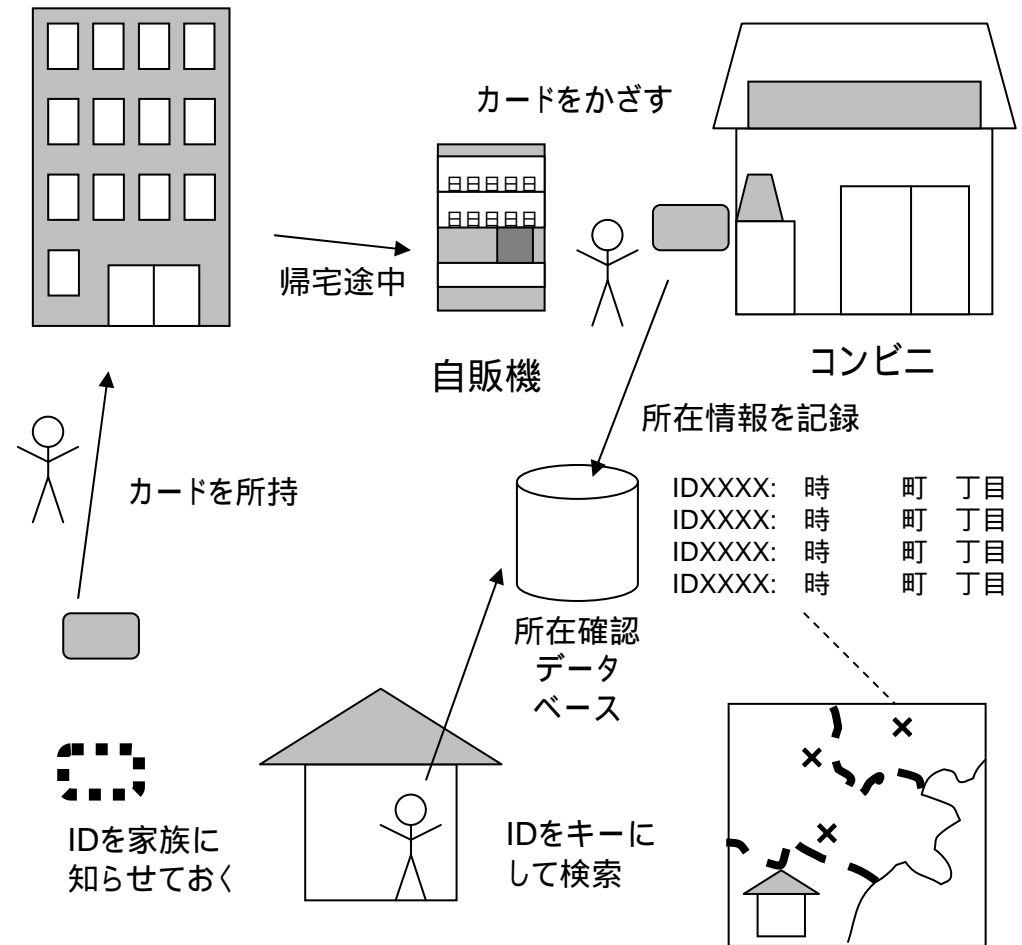 カードをかざす
帰宅途中
自販機
コンビニ
所在情報を記録
カードを所持
IDXXXX: 時 町 丁目
IDXXXX: 時 町 丁目
IDXXXX: 時 町 丁目
IDXXXX: 時 町 丁目
所在確認
データ
ベース
IDを家族に
知らせておく
IDをキーに
して検索